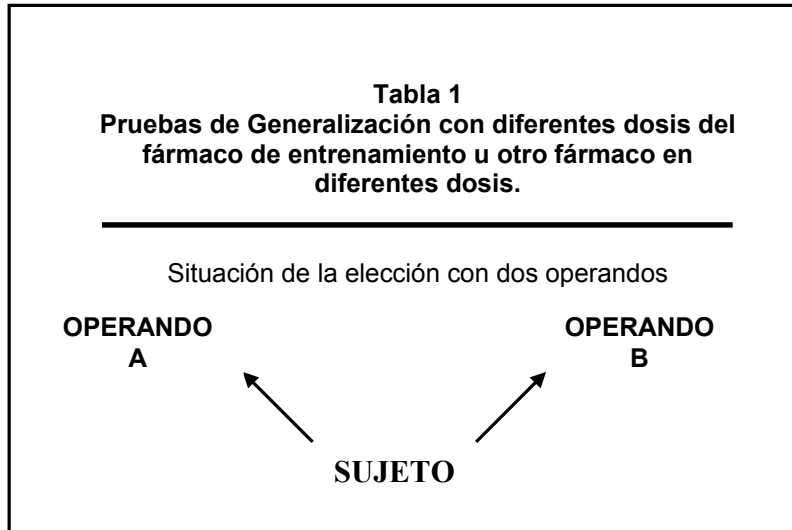 Tabla 1
Pruebas de Generalización con diferentes dosis del
fármaco de entrenamiento u otro fármaco en
diferentes dosis.
Situación de la elección con dos operandos
OPERANDO
A
OPERANDO
B
SUJETO